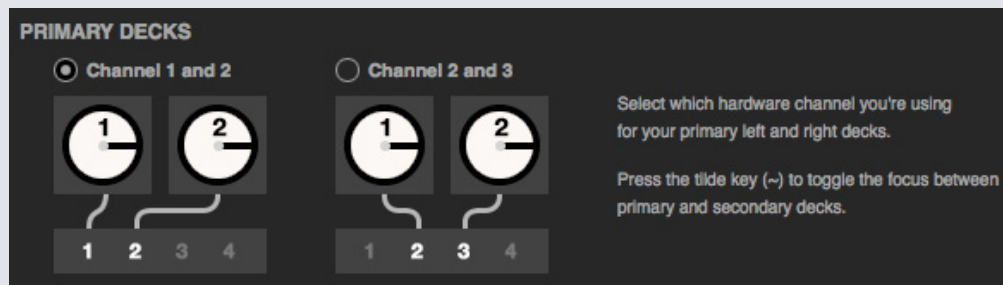 PRIMARY DECKS
Channel 1 and 2
1 2
1 2 3 4
Channel 2 and 3
1 2
1 2 3 4
Select which hardware channel you're using
for your primary left and right decks.
Press the tilde key (~) to toggle the focus between
primary and secondary decks.